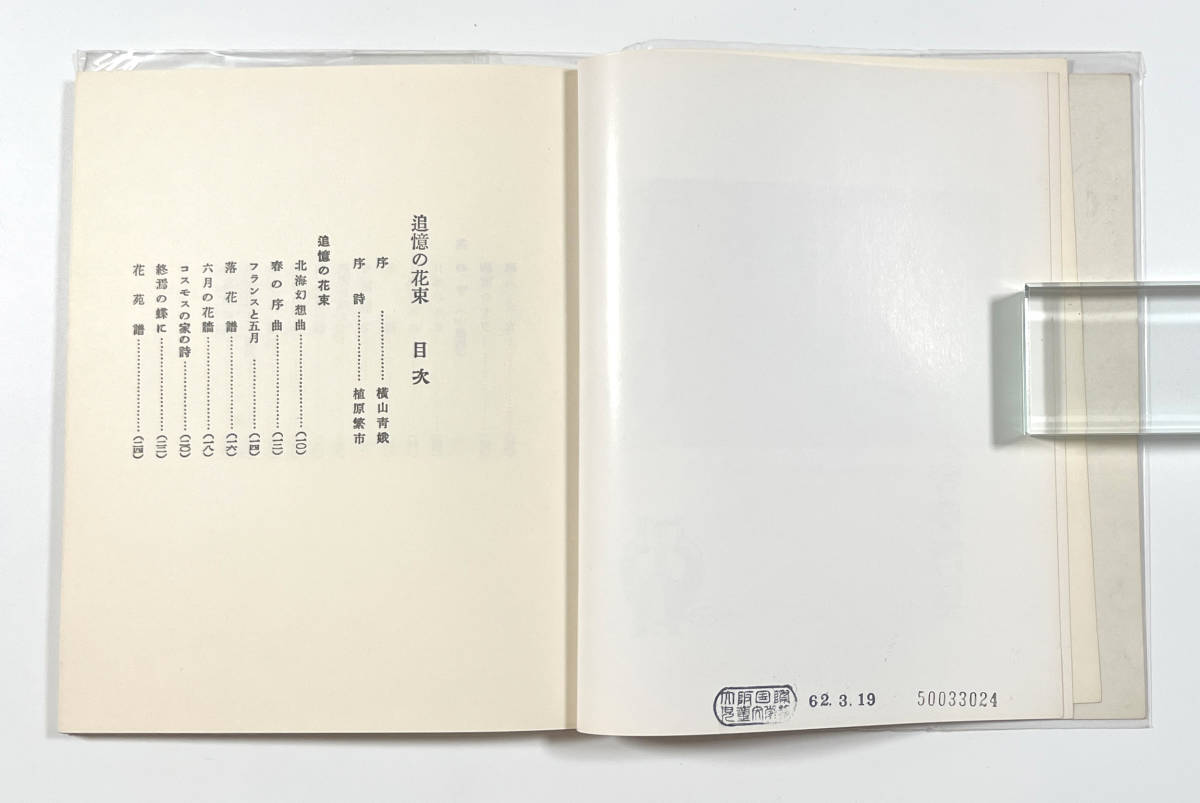 追憶の花束　目次
序　………………横山青娥
序　詩………………植原繁市
追憶の花束
北海幻想曲………………(一〇)
春の序曲………………(一二)
フランスと五月………………(一四)
落花譜………………(一六)
六月の花牆………………(一八)
コスモスの家の詩………………(二〇)
終焉の蝶に………………(二二)
花苑譜………………(二四)
62.3.19
50033024